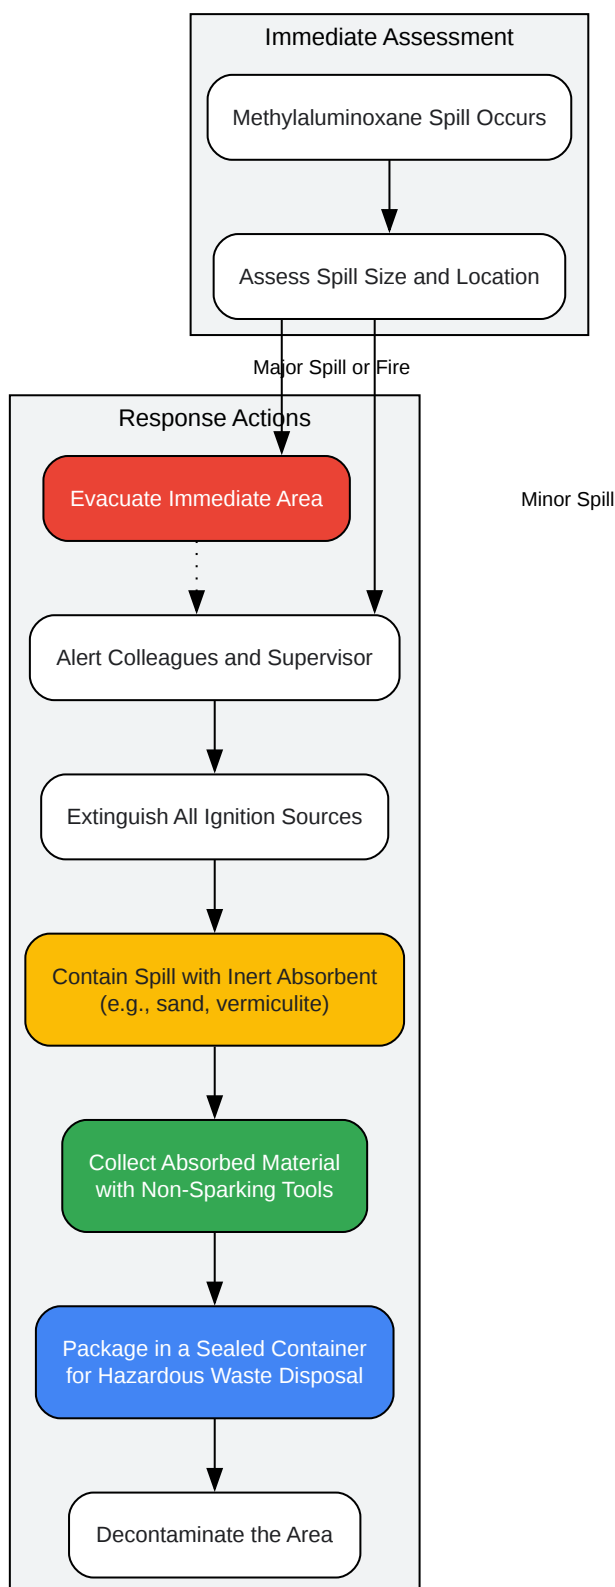 Immediate Assessment
Methylaluminoxane Spill Occurs
Assess Spill Size and Location
Major Spill or Fire
Response Actions
Evacuate Immediate Area
Minor Spill
Alert Colleagues and Supervisor
Extinguish All Ignition Sources
Contain Spill with Inert Absorbent
(e.g., sand, vermiculite)
Collect Absorbed Material
with Non-Sparking Tools
Package in a Sealed Container
for Hazardous Waste Disposal
Decontaminate the Area